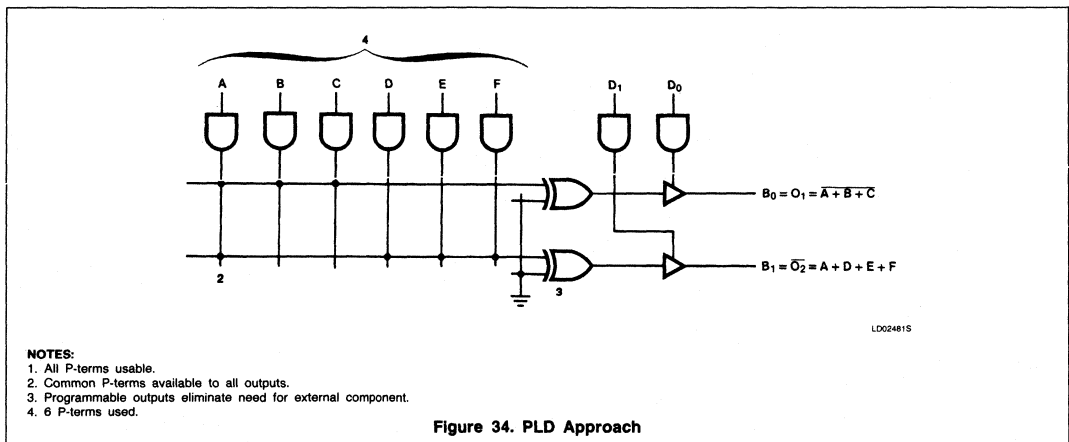 4
A B C D E F D₁ D₀
B₀ = O₁ = A̅ ̅+̅ ̅B̅ ̅+̅ ̅C̅
B₁ = O̅₂̅ = A + D + E + F
2
3
LD02481S
NOTES:
1. All P-terms usable.
2. Common P-terms available to all outputs.
3. Programmable outputs eliminate need for external component.
4. 6 P-terms used.
Figure 34. PLD Approach